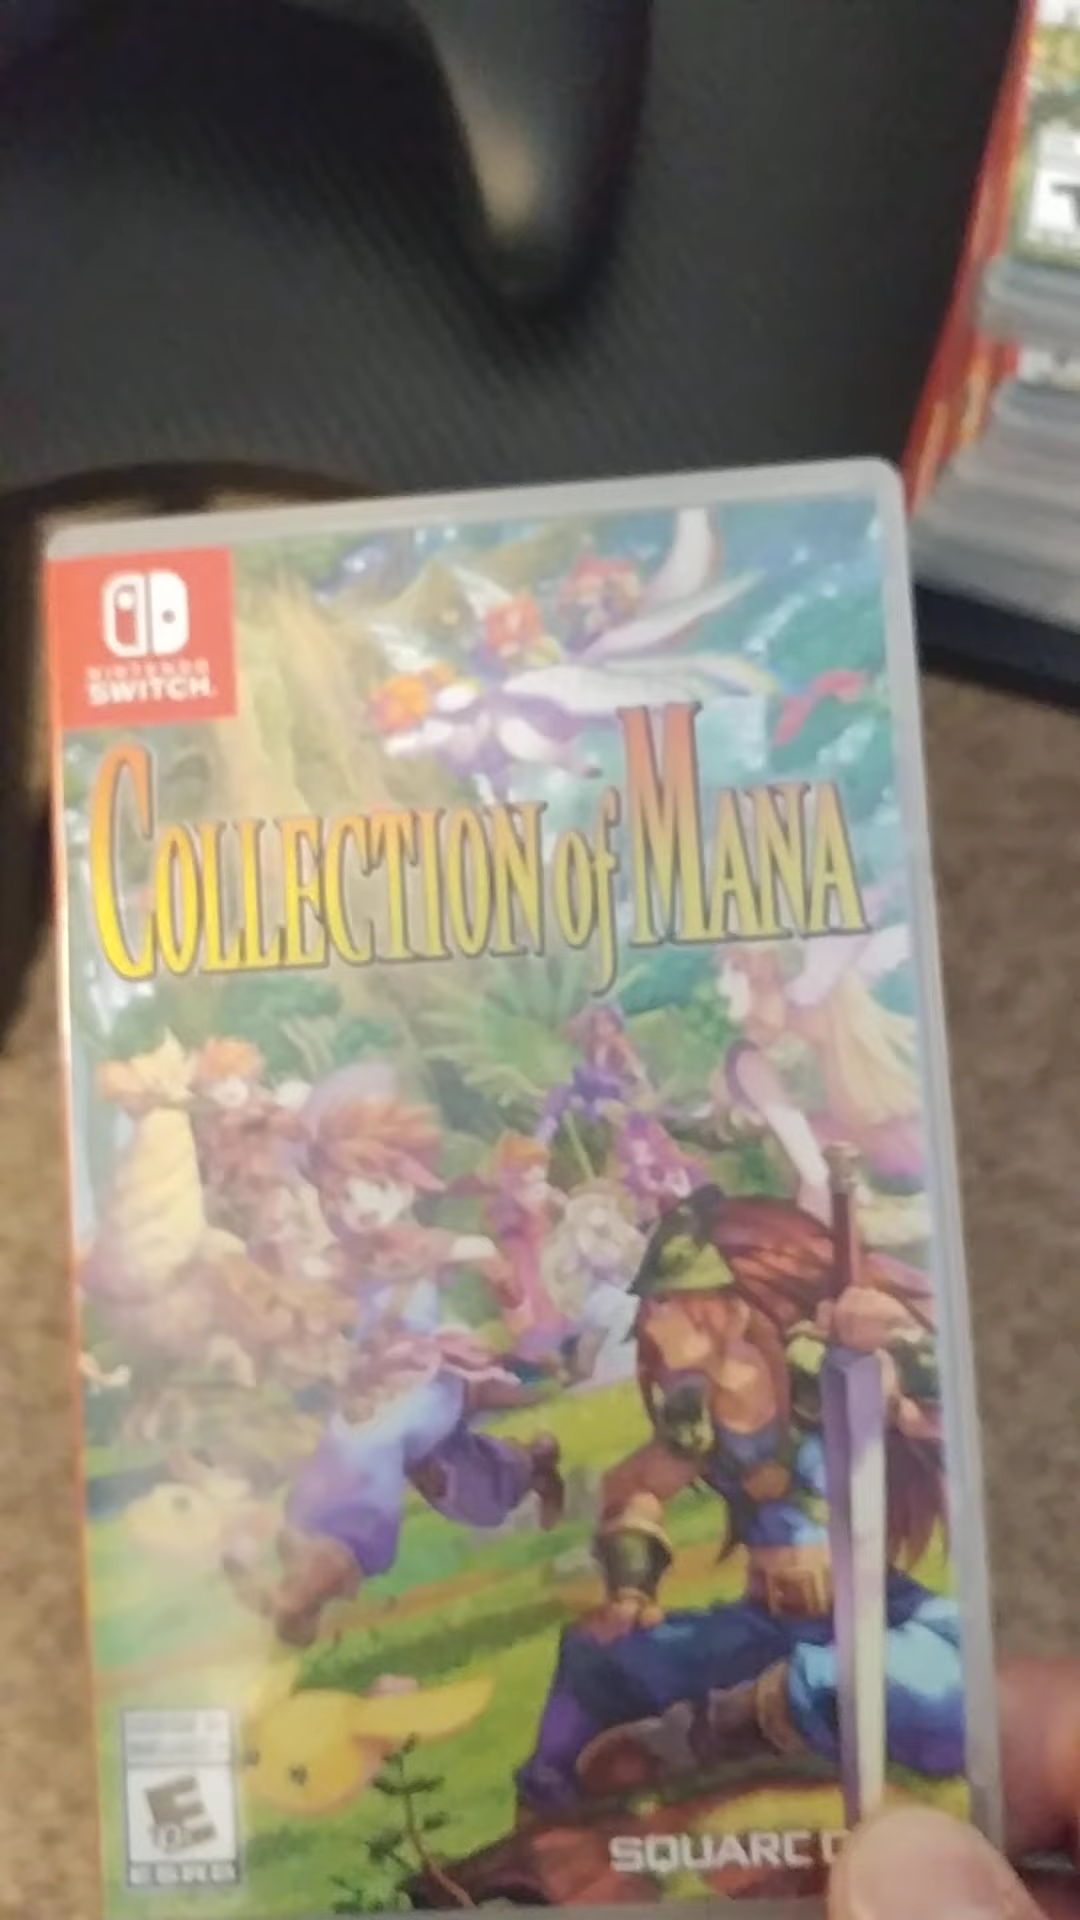 NINTENDO
SWITCH
COLLECTION of MANA
E
ESRB
SQUARE